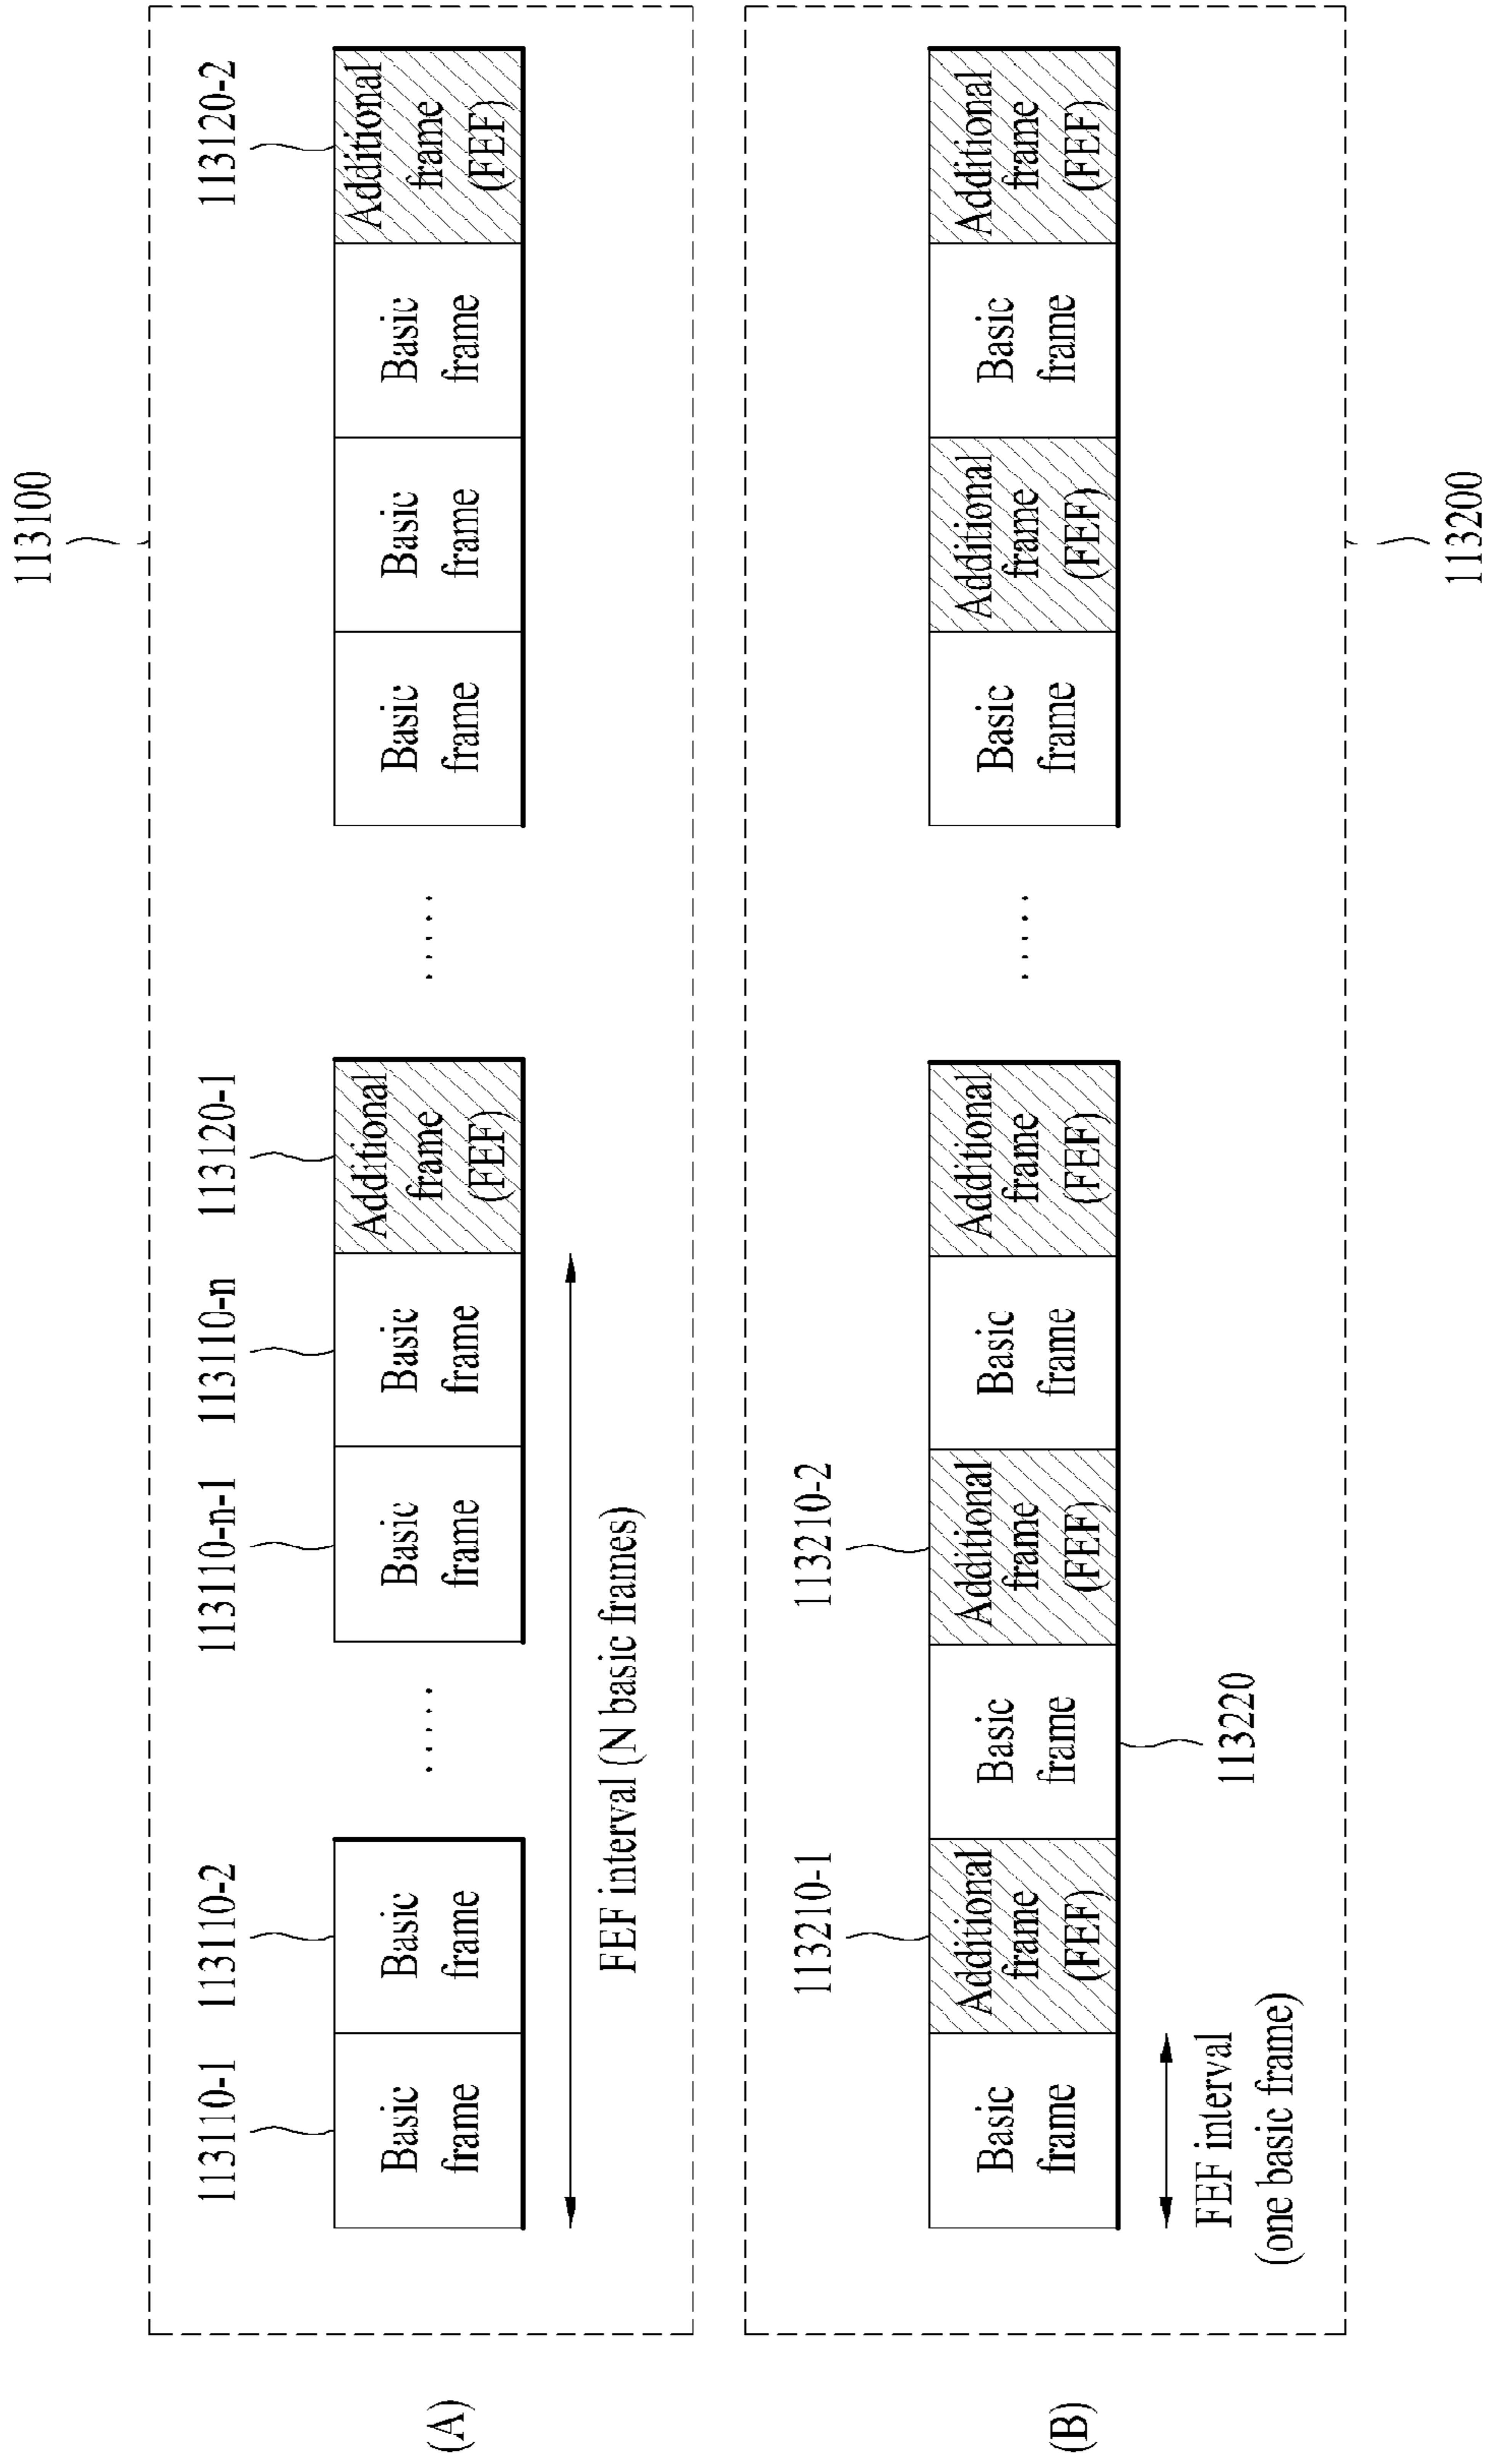 113100
113110-1
113110-2
113110-n-1
113110-n
113120-1
113120-2
(A)
Basic
frame
Basic
frame
.....
Basic
frame
Basic
frame
Additional
frame
(FEF)
.....
Basic
frame
Basic
frame
Basic
frame
Additional
frame
(FEF)
FEF interval (N basic frames)
113210-1
113210-2
(B)
Basic
frame
Additional
frame
(FEF)
Basic
frame
Additional
frame
(FEF)
Basic
frame
Additional
frame
(FEF)
.....
Basic
frame
Additional
frame
(FEF)
Basic
frame
Additional
frame
(FEF)
FEF interval
(one basic frame)
113220
113200